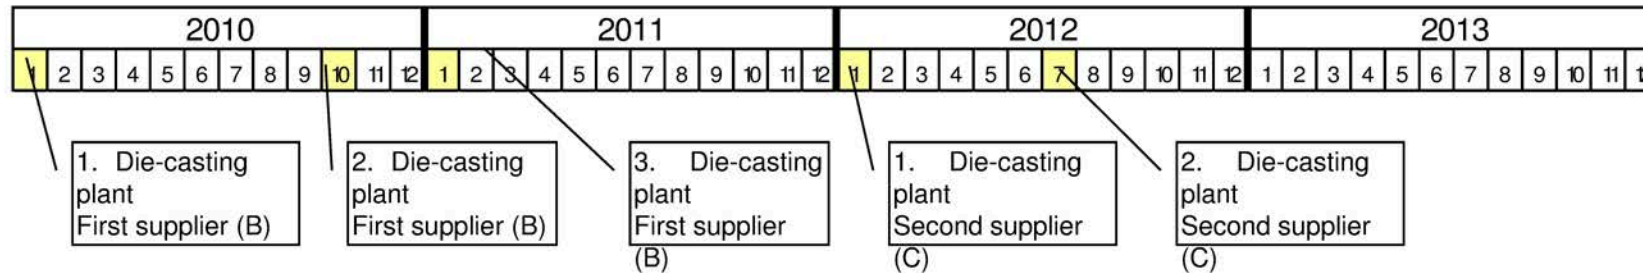 2010 2011 2012 2013
1 2 3 4 5 6 7 8 9 10 11 12 1 2 3 4 5 6 7 8 9 10 11 12 1 2 3 4 5 6 7 8 9 10 11 12 1 2 3 4 5 6 7 8 9 10 11
1. Die-casting
plant
First supplier (B)
2. Die-casting
plant
First supplier (B)
3. Die-casting
plant
First supplier
(B)
1. Die-casting
plant
Second supplier
(C)
2. Die-casting
plant
Second supplier
(C)